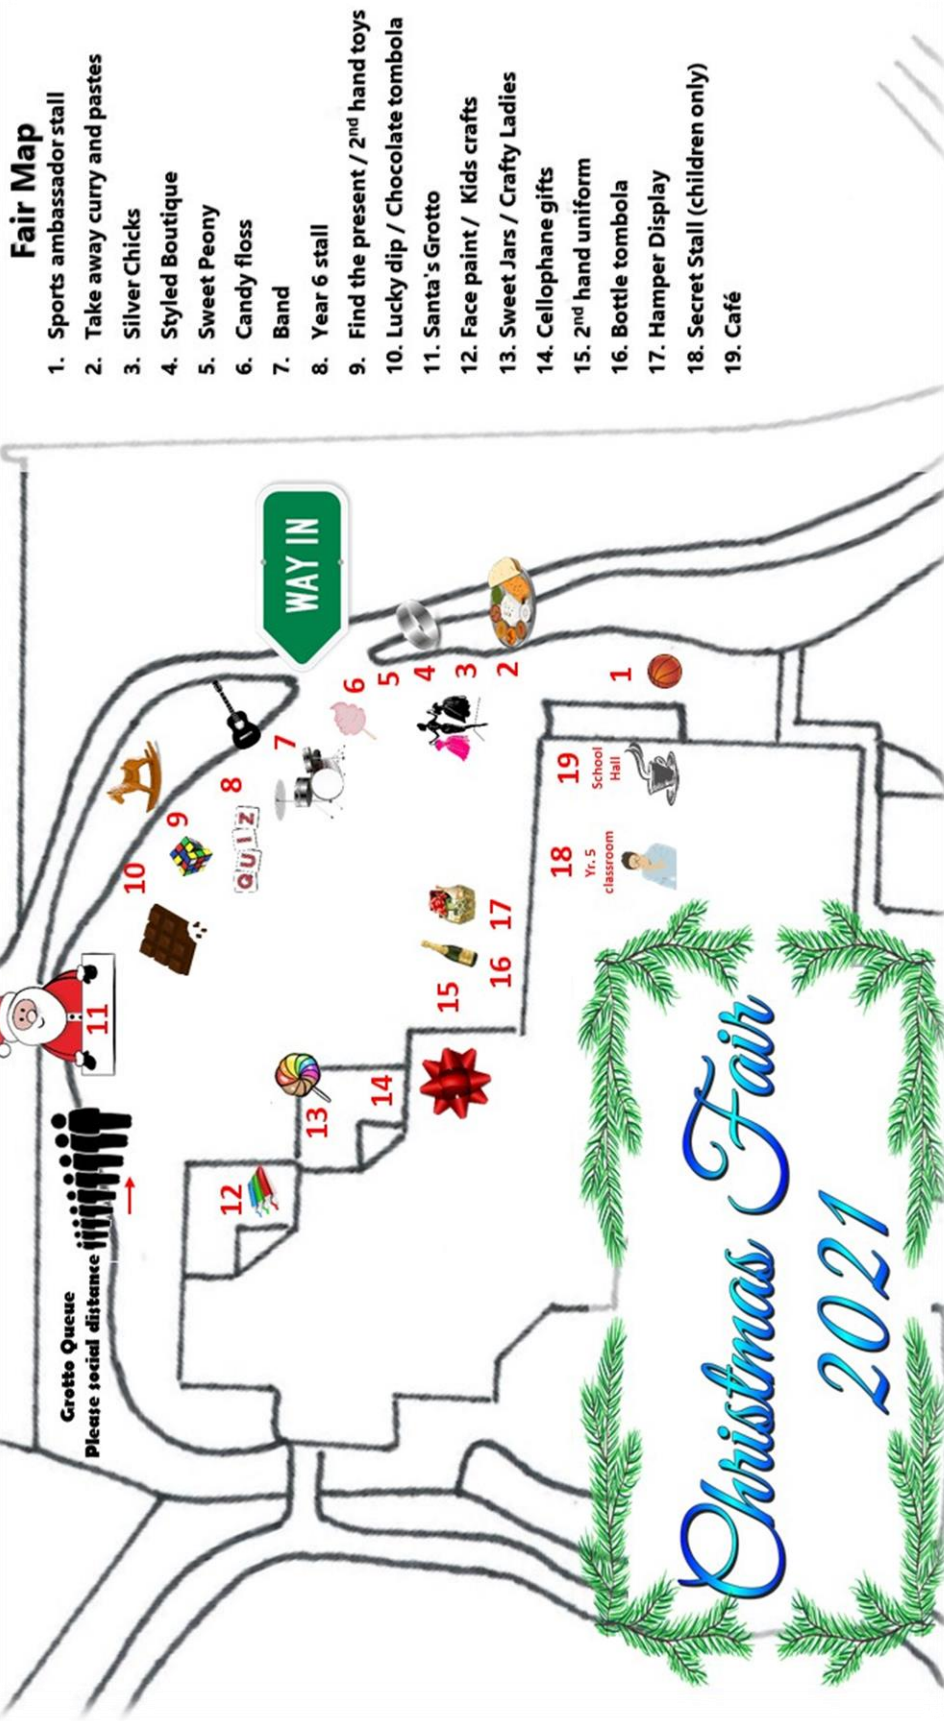 Fair Map
1. Sports ambassador stall
2. Take away curry and pastes
3. Silver Chicks
4. Styled Boutique
5. Sweet Peony
6. Candy floss
7. Band
8. Year 6 stall
9. Find the present / 2nd hand toys
10. Lucky dip / Chocolate tombola
11. Santa's Grotto
12. Face paint / Kids crafts
13. Sweet Jars / Crafty Ladies
14. Cellophane gifts
15. 2nd hand uniform
16. Bottle tombola
17. Hamper Display
18. Secret Stall (children only)
19. Café
Grotto Queue
Please social distance
11
10
9
8
7
6
5
4
3
2
1
WAY IN
QUIZ
12
13
14
15
16
17
18
Yr. 5
classroom
19
School
Hall
Christmas Fair
2021